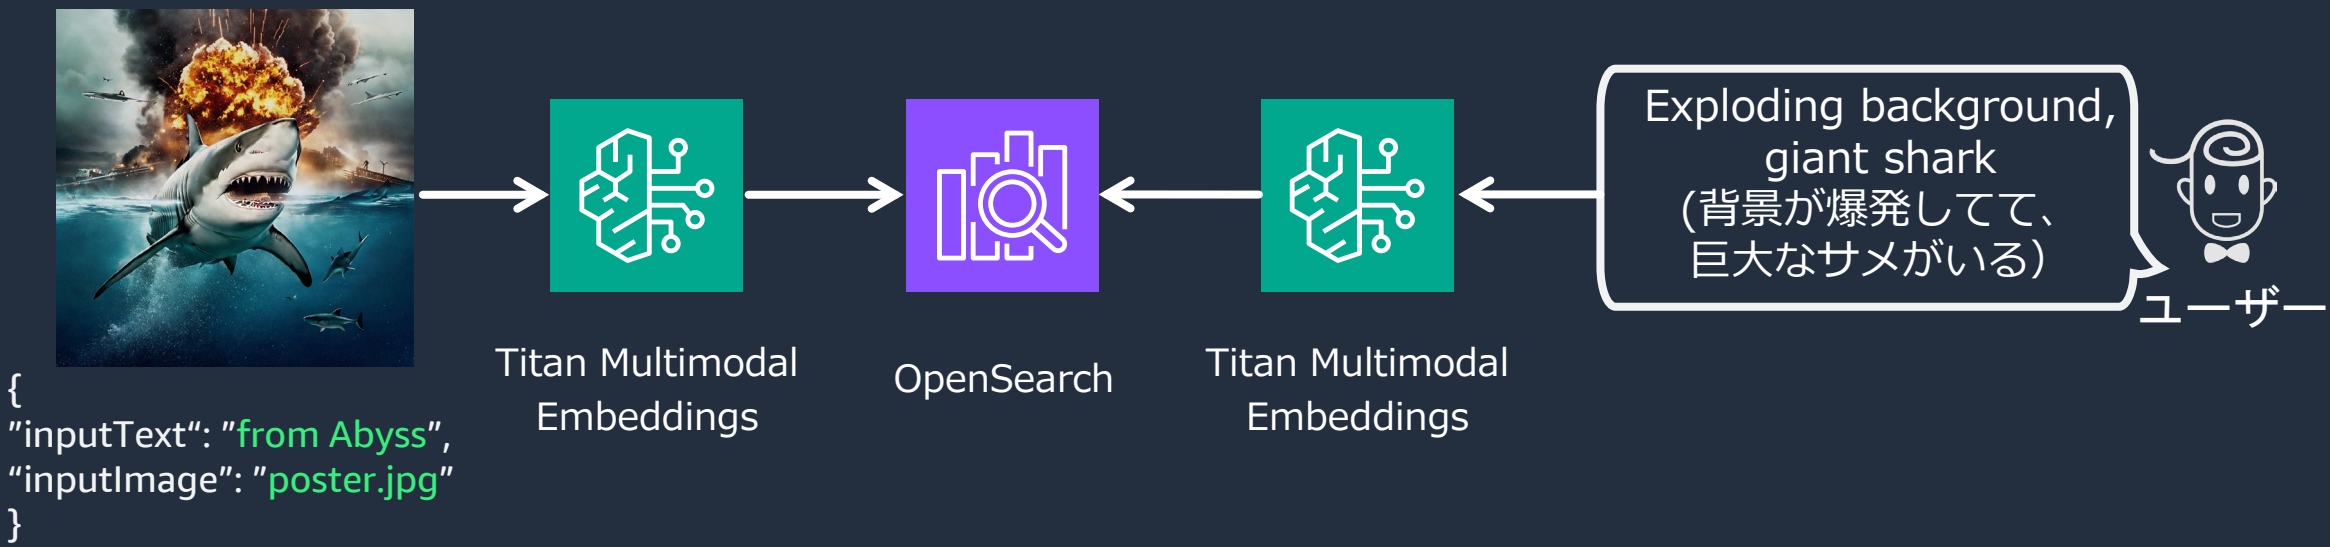 {
”inputText“: ”from Abyss”,
“inputImage”: ”poster.jpg”
}
Titan Multimodal
Embeddings
OpenSearch
Titan Multimodal
Embeddings
Exploding background,
giant shark
(背景が爆発してて、
巨大なサメがいる）
ユーザー